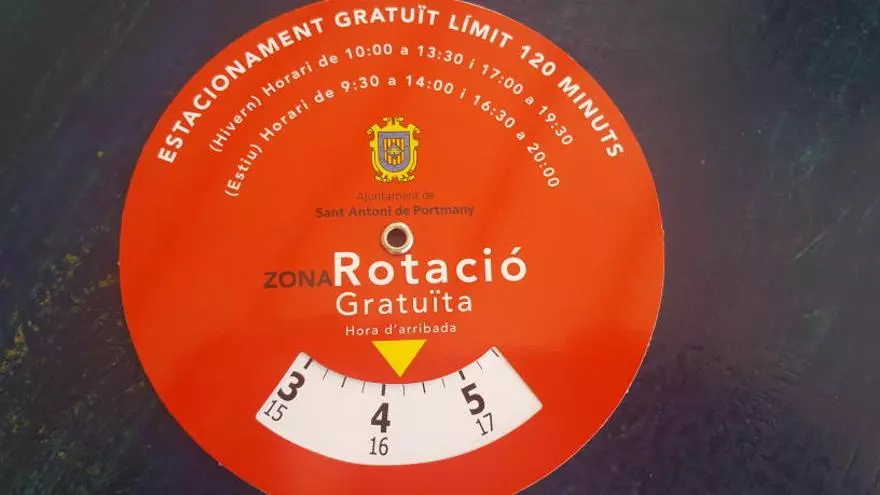 ESTACIONAMENT GRATUÏT LÍMIT 120 MINUTS
(Hivern) Horari de 10:00 a 13:30 i 17:00 a 19:30
(Estiu) Horari de 9:30 a 14:00 i 16:30 a 20:00
Ajuntament de
Sant Antoni de Portmany
ZONA Rotació
Gratuïta
Hora d'arribada
3 4 5
15 16 17